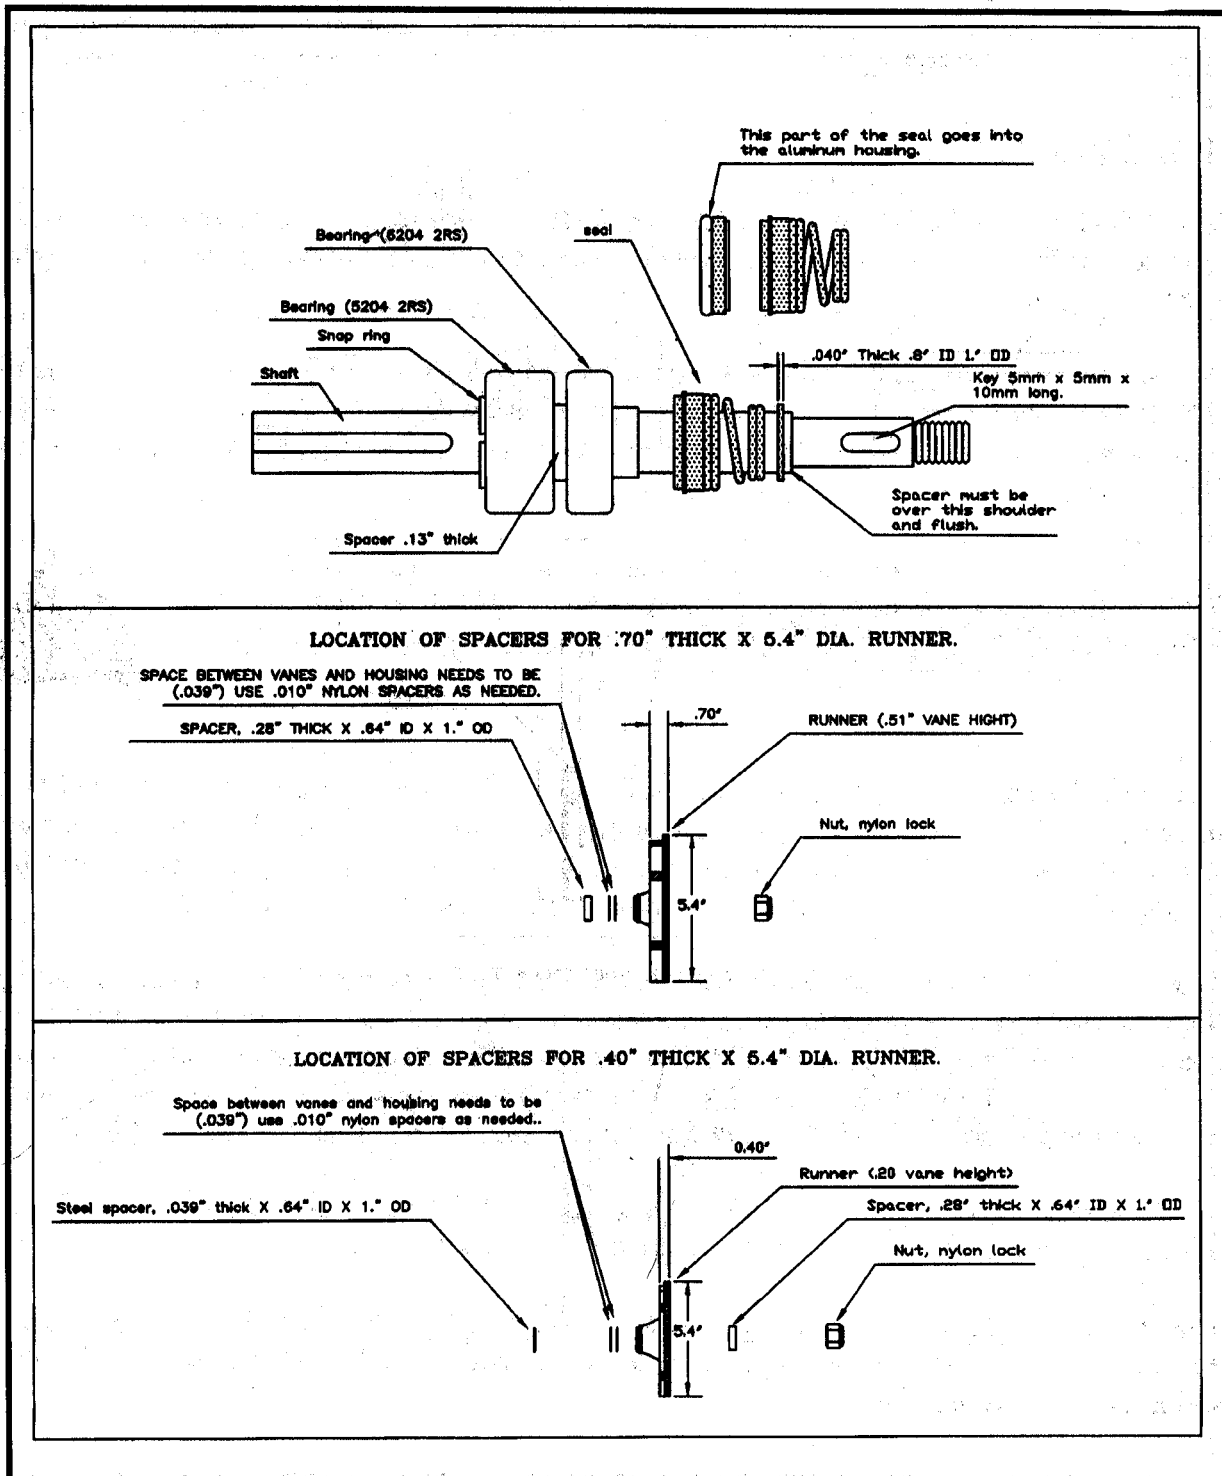 This part of the seal goes into
the aluminum housing.
Bearing (6204 2RS)
seal
Bearing (5204 2RS)
Snap ring
.040" Thick .8" ID 1." OD
Shaft
Key 5mm x 5mm x
10mm long.
Spacer must be
over this shoulder
and flush.
Spacer .13" thick
LOCATION OF SPACERS FOR .70" THICK X 5.4" DIA. RUNNER.
SPACE BETWEEN VANES AND HOUSING NEEDS TO BE
(.039") USE .010" NYLON SPACERS AS NEEDED.
.70"
RUNNER (.51" VANE HIGHT)
SPACER, .28" THICK X .64" ID X 1." OD
Nut, nylon lock
5.4"
LOCATION OF SPACERS FOR .40" THICK X 5.4" DIA. RUNNER.
Space between vanes and housing needs to be
(.039") use .010" nylon spacers as needed..
0.40"
Runner (.20 vane height)
Steel spacer, .039" thick X .64" ID X 1." OD
Spacer, .28" thick X .64" ID X 1." OD
Nut, nylon lock
5.4"